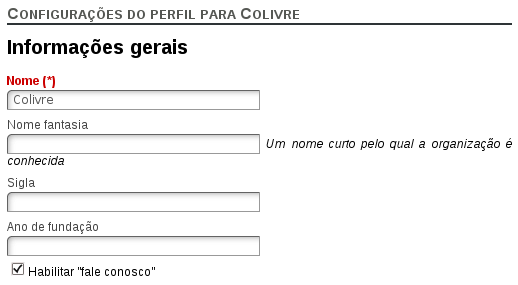 Configurações do perfil para Colivre
Informações gerais
Nome (*)
Colivre
Nome fantasia
Um nome curto pelo qual a organização é
conhecida
Sigla
Ano de fundação
Habilitar "fale conosco"